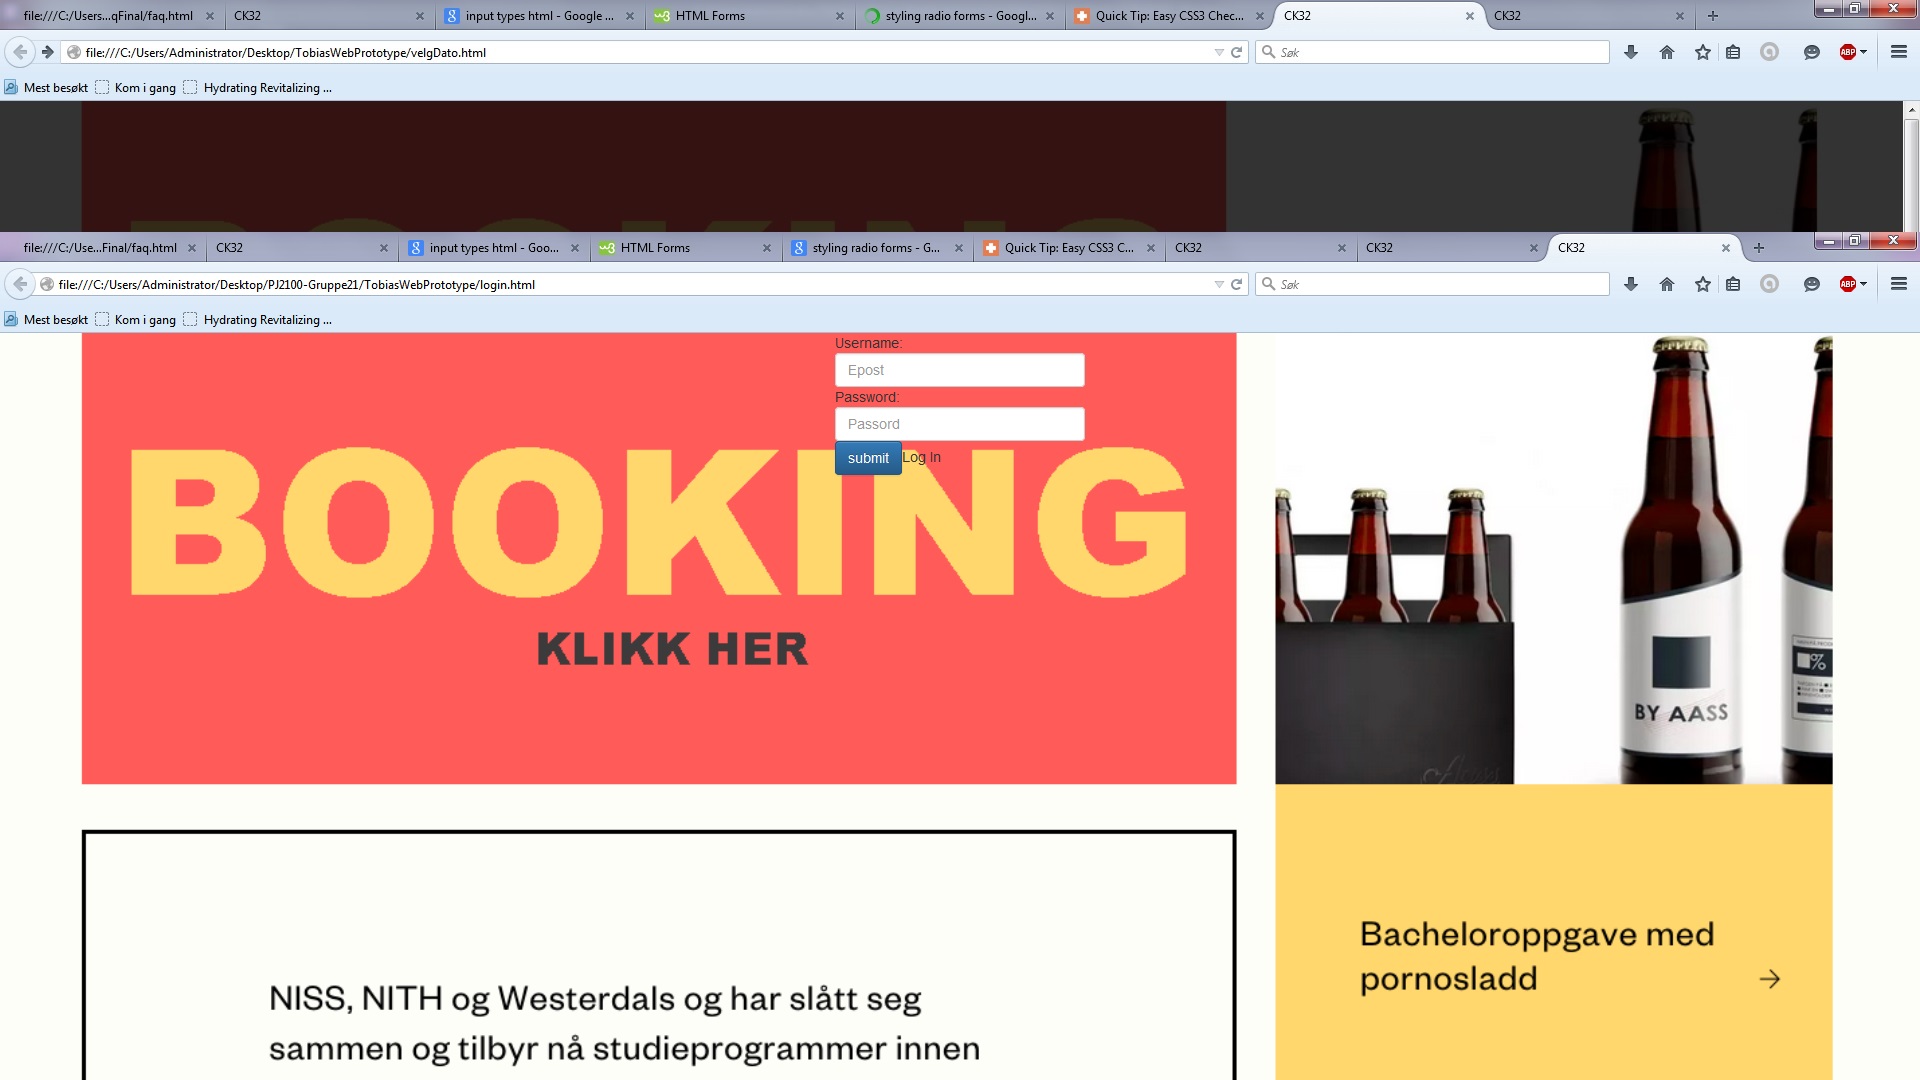 file:///C:/Users...qFinal/faq.html
CK32
input types html - Google ...
HTML Forms
styling radio forms - Googl...
Quick Tip: Easy CSS3 Chec...
CK32
CK32
file:///C:/Users/Administrator/Desktop/TobiasWebPrototype/velgDato.html
Søk
ABP
Mest besøkt
Kom i gang
Hydrating Revitalizing ...
file:///C:/Use...Final/faq.html
CK32
input types html - Goo...
HTML Forms
styling radio forms - G...
Quick Tip: Easy CSS3 C...
CK32
CK32
CK32
file:///C:/Users/Administrator/Desktop/PJ2100-Gruppe21/TobiasWebPrototype/login.html
Søk
ABP
Mest besøkt
Kom i gang
Hydrating Revitalizing ...
Username:
Epost
Password:
Passord
submit Log In
BOOKING
KLIKK HER
BY AASS
%
Bacheloroppgave med
pornosladd
NISS, NITH og Westerdals og har slått seg
sammen og tilbyr nå studieprogrammer innen